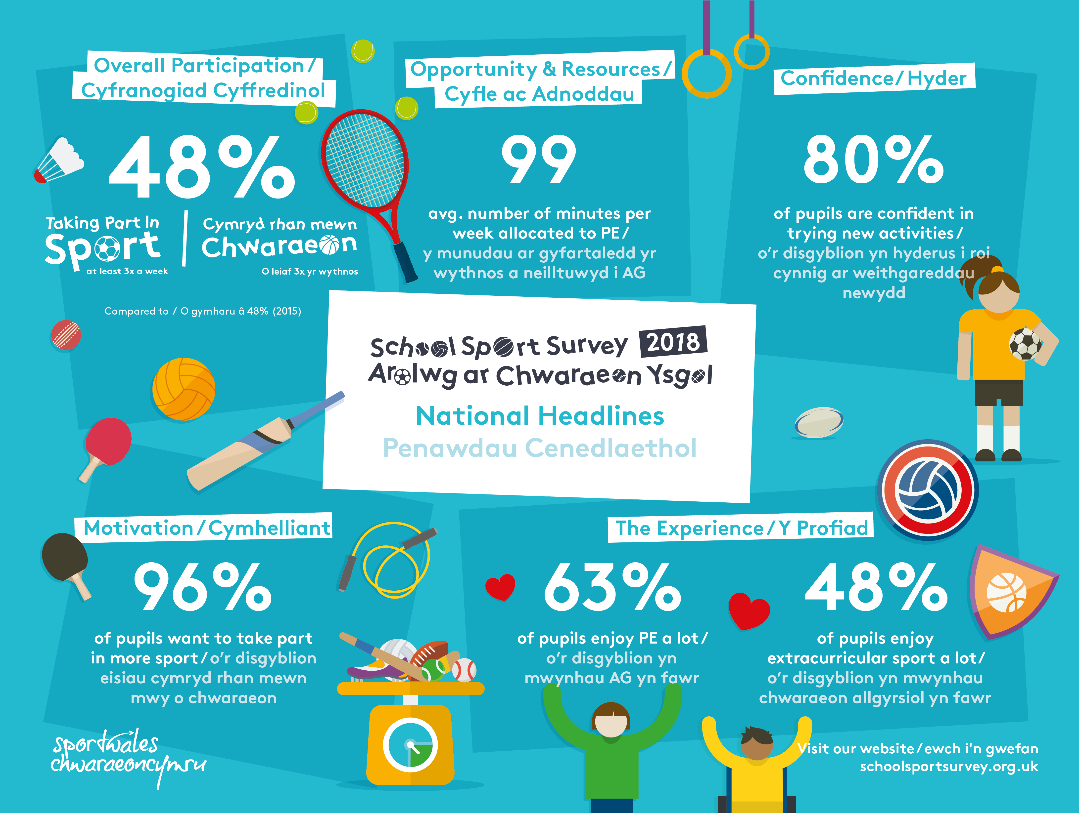 Overall Participation /
Cyfranogiad Cyffredinol
48%
Taking Part In
Sport
at least 3x a week
Cymryd rhan mewn
Chwaraeon
O leiaf 3x yr wythnos
Compared to / O gymharu â 48% (2015)
Opportunity & Resources /
Cyfle ac Adnoddau
99
avg. number of minutes per
week allocated to PE /
y munudau ar gyfartaledd yr
wythnos a neilltuwyd i AG
Confidence / Hyder
80%
of pupils are confident in
trying new activities /
o'r disgyblion yn hyderus i roi
cynnig ar weithgareddau
newydd
School Sport Survey 2018
Arolwg ar Chwaraeon Ysgol
National Headlines
Penawdau Cenedlaethol
Motivation / Cymhelliant
96%
of pupils want to take part
in more sport / o'r disgyblion
eisiau cymryd rhan mewn
mwy o chwaraeon
The Experience / Y Profiad
63%
of pupils enjoy PE a lot /
o'r disgyblion yn
mwynhau AG yn fawr
48%
of pupils enjoy
extracurricular sport a lot /
o'r disgyblion yn mwynhau
chwaraeon allgyrsiol yn fawr
sportwales
chwaraeoncymru
Visit our website / ewch i'n gwefan
schoolsportsurvey.org.uk